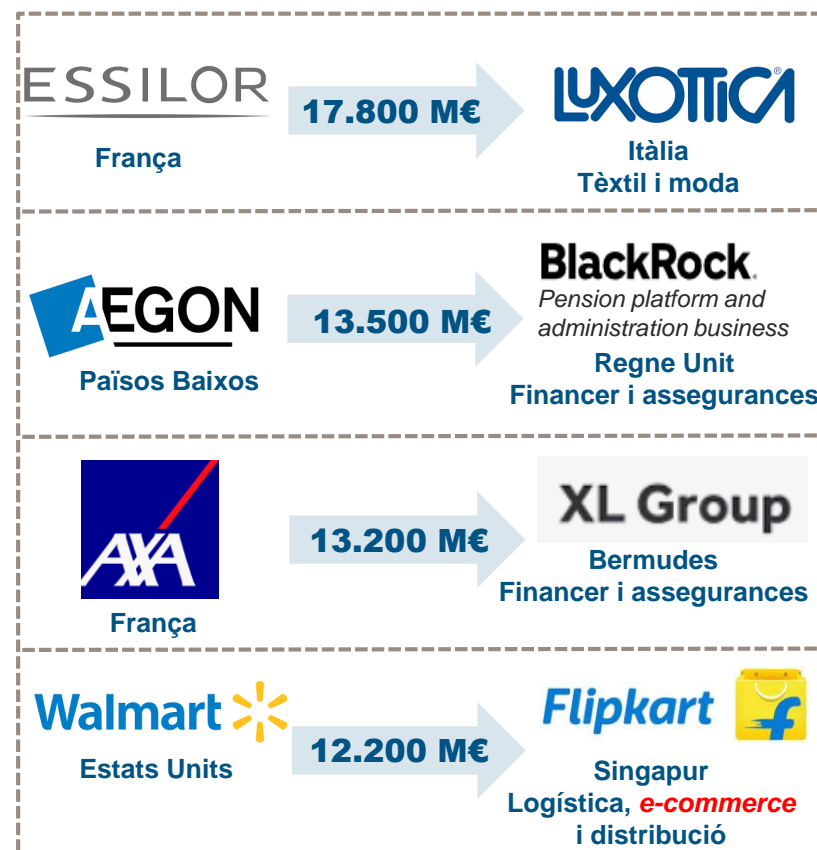 ESSILOR
17.800 M€
LUXOTTICA®
França
Itàlia
Tèxtil i moda
AEGON
13.500 M€
BlackRock.
Pension platform and
administration business
Països Baixos
Regne Unit
Financer i assegurances
AXA
13.200 M€
XL Group
França
Bermudes
Financer i assegurances
Walmart
12.200 M€
Flipkart
f
Estats Units
Singapur
Logística, e-commerce
i distribució